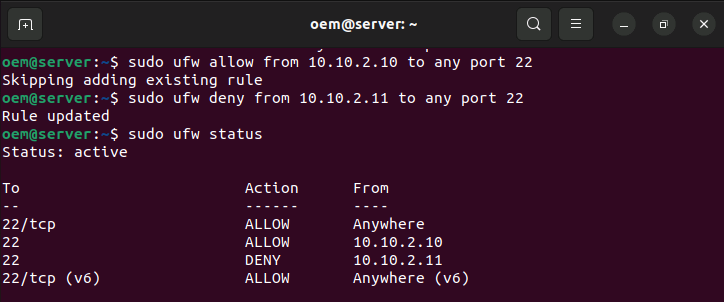 oem@server: ~
oem@server:~$ sudo ufw allow from 10.10.2.10 to any port 22
Skipping adding existing rule
oem@server:~$ sudo ufw deny from 10.10.2.11 to any port 22
Rule updated
oem@server:~$ sudo ufw status
Status: active
To                         Action      From
--                         ------      ----
22/tcp                     ALLOW       Anywhere
22                         ALLOW       10.10.2.10
22                         DENY        10.10.2.11
22/tcp (v6)                ALLOW       Anywhere (v6)